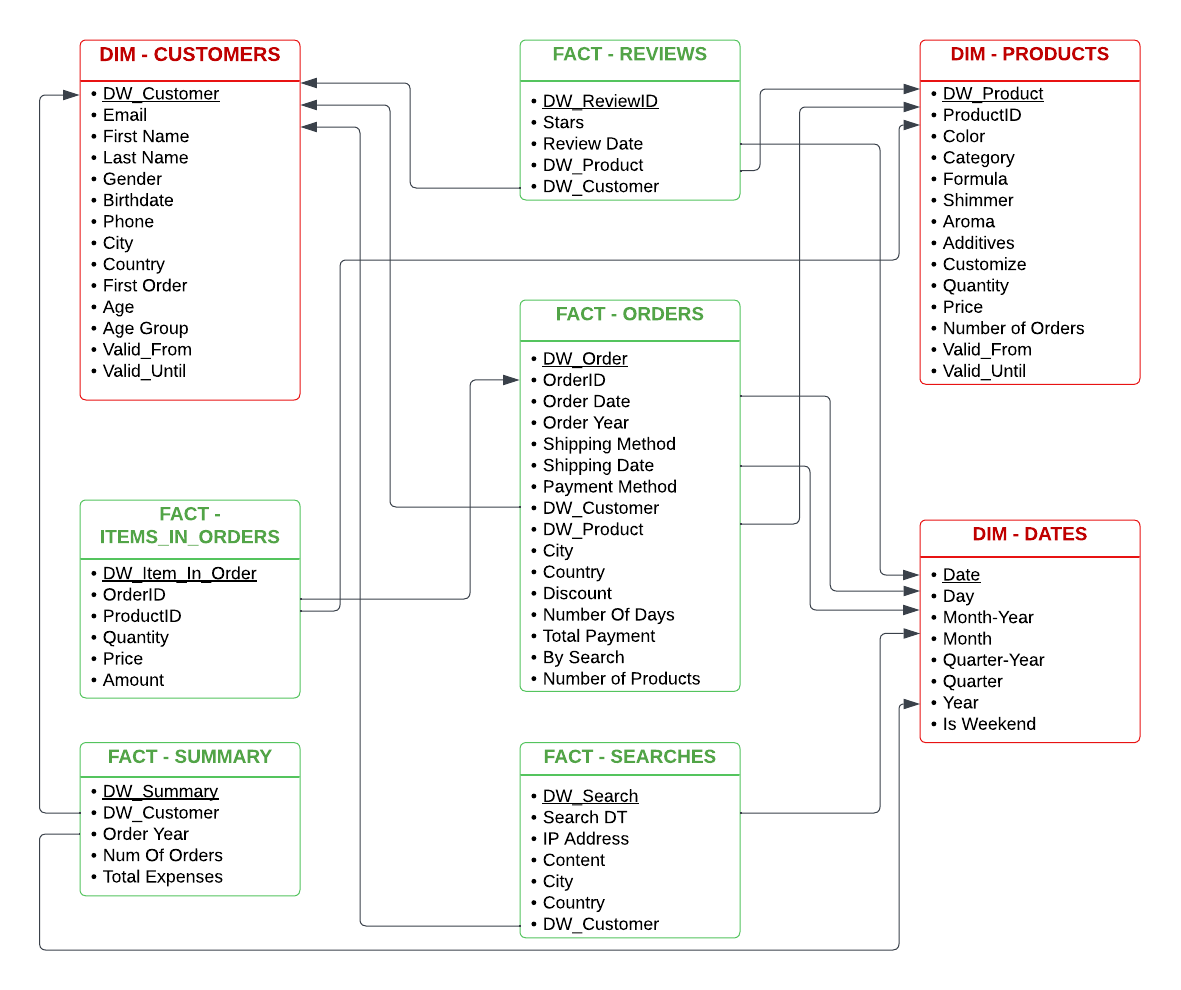 DIM - CUSTOMERS
• DW_Customer
• Email
• First Name
• Last Name
• Gender
• Birthdate
• Phone
• City
• Country
• First Order
• Age
• Age Group
• Valid_From
• Valid_Until
FACT - REVIEWS
• DW_ReviewID
• Stars
• Review Date
• DW_Product
• DW_Customer
DIM - PRODUCTS
• DW_Product
• ProductID
• Color
• Category
• Formula
• Shimmer
• Aroma
• Additives
• Customize
• Quantity
• Price
• Number of Orders
• Valid_From
• Valid_Until
FACT - ORDERS
• DW_Order
• OrderID
• Order Date
• Order Year
• Shipping Method
• Shipping Date
• Payment Method
• DW_Customer
• DW_Product
• City
• Country
• Discount
• Number Of Days
• Total Payment
• By Search
• Number of Products
FACT -
ITEMS_IN_ORDERS
• DW_Item_In_Order
• OrderID
• ProductID
• Quantity
• Price
• Amount
DIM - DATES
• Date
• Day
• Month-Year
• Month
• Quarter-Year
• Quarter
• Year
• Is Weekend
FACT - SUMMARY
• DW_Summary
• DW_Customer
• Order Year
• Num Of Orders
• Total Expenses
FACT - SEARCHES
• DW_Search
• Search DT
• IP Address
• Content
• City
• Country
• DW_Customer